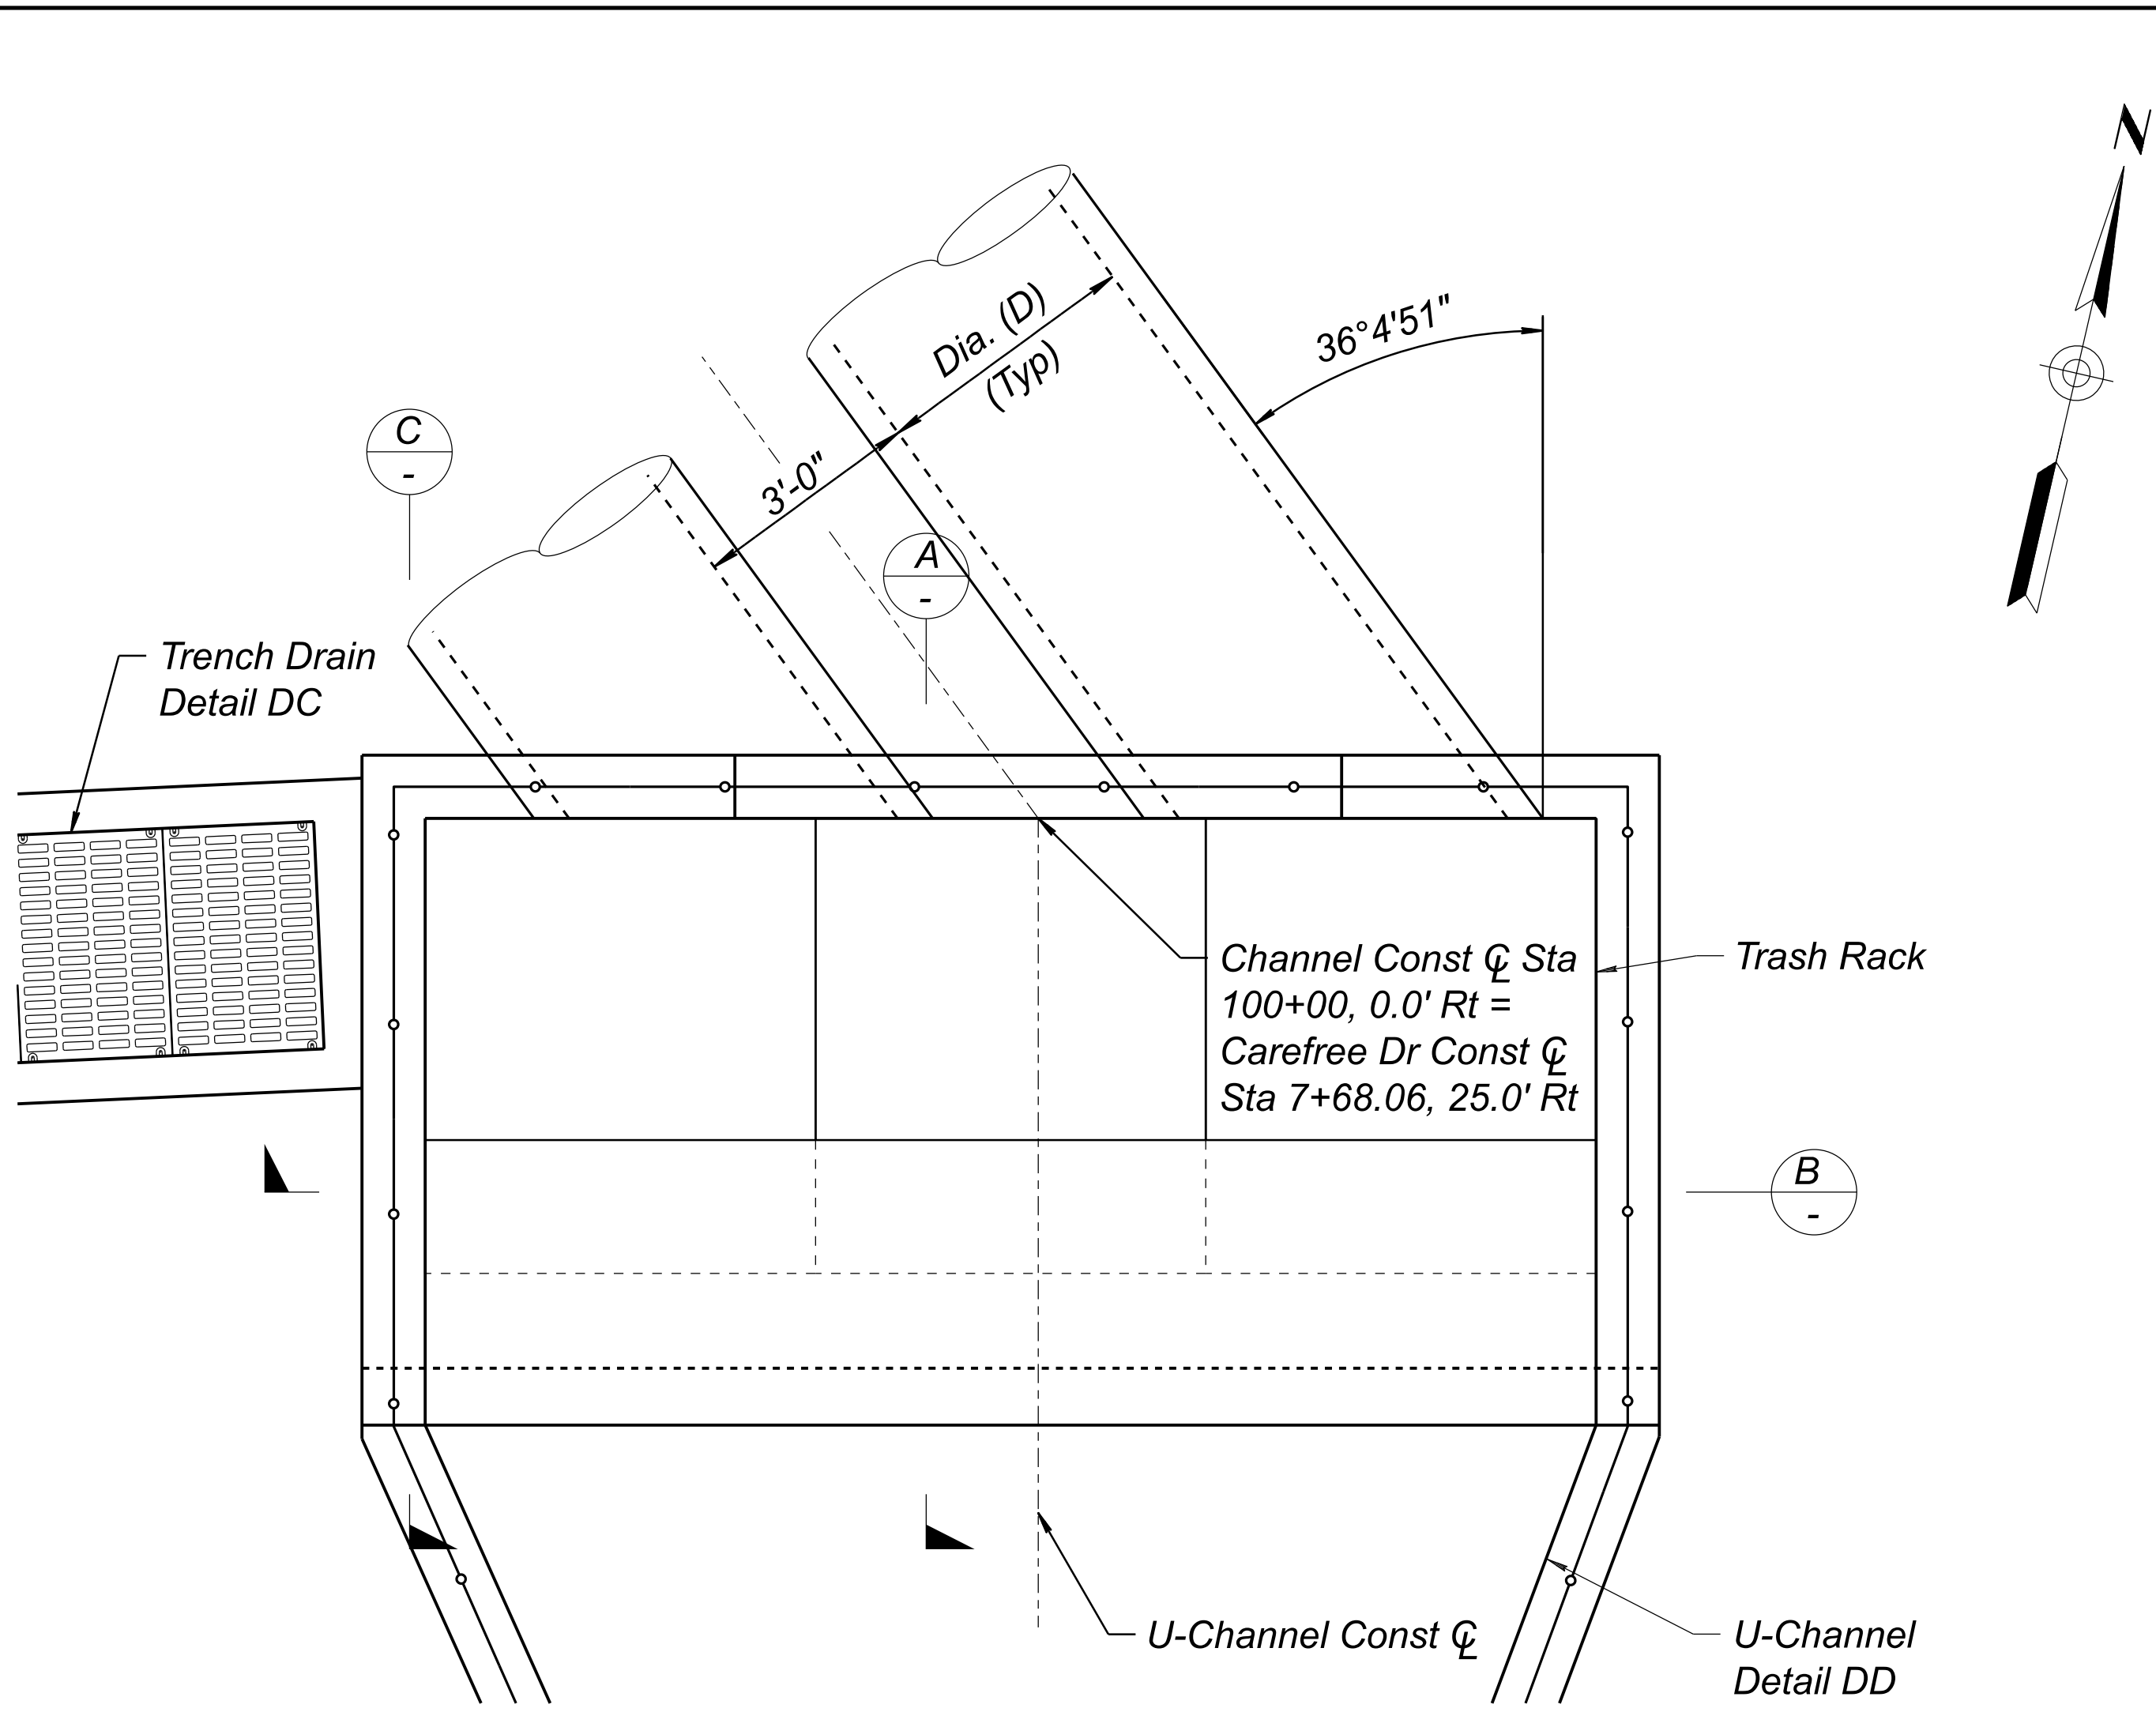 N
Dia. (D)
(Typ)
36°4'51"
3'-0"
C
-
A
-
Trench Drain
Detail DC
Channel Const ℄ Sta
100+00, 0.0' Rt =
Carefree Dr Const ℄
Sta 7+68.06, 25.0' Rt
Trash Rack
B
-
U-Channel Const ℄
U-Channel
Detail DD